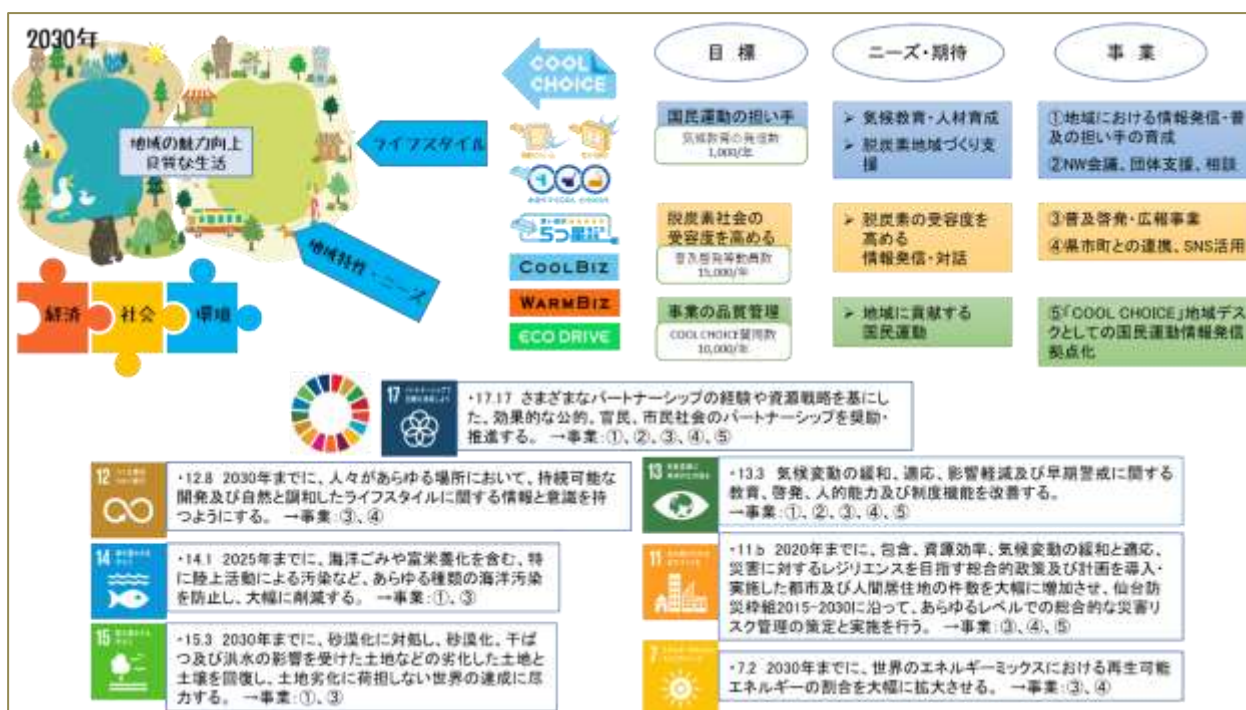 2030年
地域の魅力向上
良質な生活
ライフスタイル
地域特性・ニーズ
経済
社会
環境
COOL
CHOICE
5つ星
COOLBIZ
WARMBIZ
ECO DRIVE
目標
ニーズ・期待
事業
国民運動の担い手
気候教育の発信数
1,000/年
➢ 気候教育・人材育成
➢ 脱炭素地域づくり支
援
①地域における情報発信・普
及の担い手の育成
②NW会議、団体支援、相談
脱炭素社会の
受容度を高める
普及啓発等動員数
15,000/年
➢ 脱炭素の受容度を
高める
情報発信・対話
③普及啓発・広報事業
④県市町との連携、SNS活用
事業の品質管理
COOL CHOICE賛同数
10,000/年
➢ 地域に貢献する
国民運動
⑤「COOL CHOICE」地域デス
クとしての国民運動情報発信
拠点化
17
・17.17 さまざまなパートナーシップの経験や資源戦略を基にし
た、効果的な公的、官民、市民社会のパートナーシップを奨励・
推進する。 →事業:①、②、③、④、⑤
12
・12.8 2030年までに、人々があらゆる場所において、持続可能な
開発及び自然と調和したライフスタイルに関する情報と意識を持
つようにする。 →事業:③、④
13
・13.3 気候変動の緩和、適応、影響軽減及び早期警戒に関する
教育、啓発、人的能力及び制度機能を改善する。
→事業:①、②、③、④、⑤
14
・14.1 2025年までに、海洋ごみや富栄養化を含む、特
に陸上活動による汚染など、あらゆる種類の海洋汚染
を防止し、大幅に削減する。 →事業:①、③
11
・11.b 2020年までに、包含、資源効率、気候変動の緩和と適応、
災害に対するレジリエンスを目指す総合的政策及び計画を導入・
実施した都市及び人間居住地の件数を大幅に増加させ、仙台防
災枠組2015-2030に沿って、あらゆるレベルでの総合的な災害リ
スク管理の策定と実施を行う。 →事業:③、④、⑤
15
・15.3 2030年までに、砂漠化に対処し、砂漠化、干ば
つ及び洪水の影響を受けた土地などの劣化した土地と
土壌を回復し、土地劣化に荷担しない世界の達成に尽
力する。 →事業:①、③
7
・7.2 2030年までに、世界のエネルギーミックスにおける再生可能
エネルギーの割合を大幅に拡大させる。 →事業:③、④